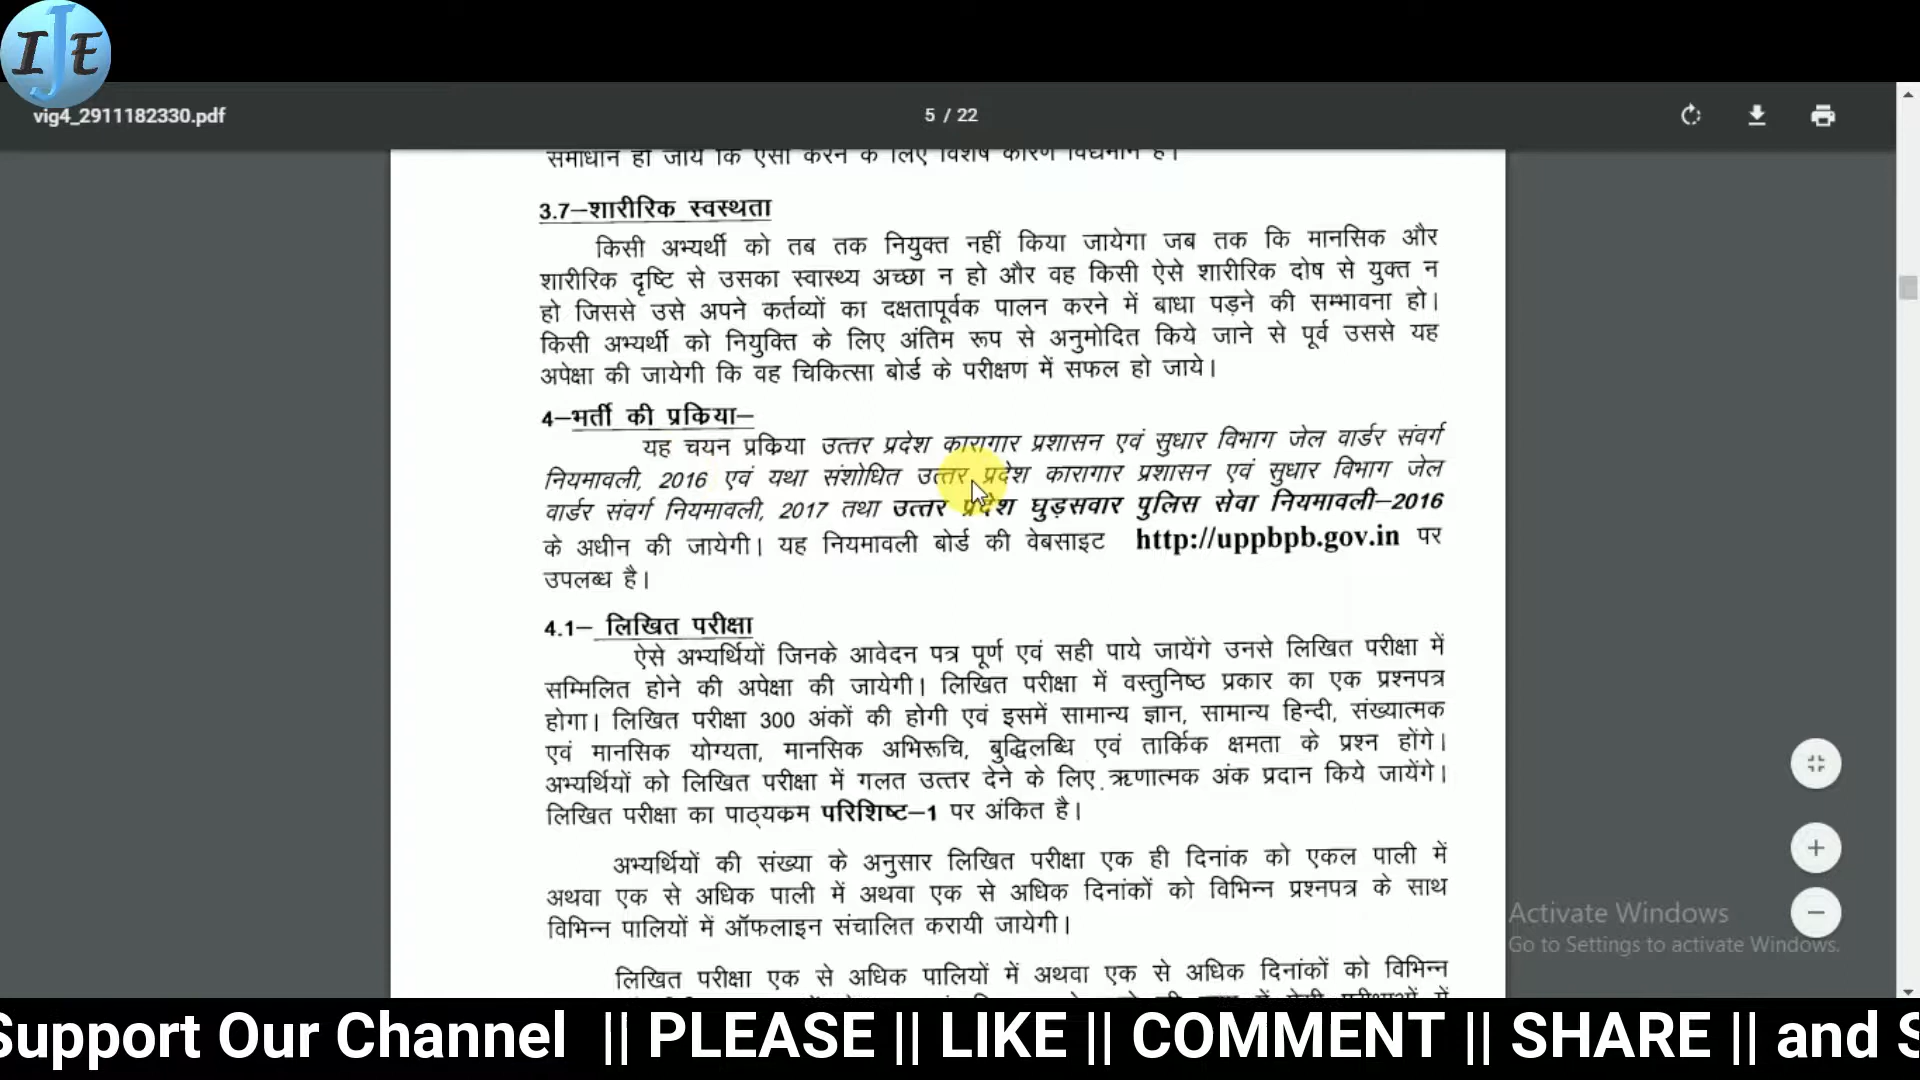 IJE
vig4_2911182330.pdf
5 / 22
समाधान हो जाये कि ऐसा करने के लिए विशेष कारण विद्यमान है।
3.7–शारीरिक स्वस्थता
किसी अभ्यर्थी को तब तक नियुक्त नहीं किया जायेगा जब तक कि मानसिक और
शारीरिक दृष्टि से उसका स्वास्थ्य अच्छा न हो और वह किसी ऐसे शारीरिक दोष से युक्त न
हो जिससे उसे अपने कर्तव्यों का दक्षतापूर्वक पालन करने में बाधा पड़ने की सम्भावना हो।
किसी अभ्यर्थी को नियुक्ति के लिए अंतिम रूप से अनुमोदित किये जाने से पूर्व उससे यह
अपेक्षा की जायेगी कि वह चिकित्सा बोर्ड के परीक्षण में सफल हो जाये।
4–भर्ती की प्रकिया–
यह चयन प्रकिया उत्तर प्रदेश कारागार प्रशासन एवं सुधार विभाग जेल वार्डर संवर्ग
नियमावली, 2016 एवं यथा संशोधित उत्तर प्रदेश कारागार प्रशासन एवं सुधार विभाग जेल
वार्डर संवर्ग नियमावली, 2017 तथा उत्तर प्रदेश घुड़सवार पुलिस सेवा नियमावली–2016
के अधीन की जायेगी। यह नियमावली बोर्ड की वेबसाइट http://uppbpb.gov.in पर
उपलब्ध है।
4.1– लिखित परीक्षा
ऐसे अभ्यर्थियों जिनके आवेदन पत्र पूर्ण एवं सही पाये जायेंगे उनसे लिखित परीक्षा में
सम्मिलित होने की अपेक्षा की जायेगी। लिखित परीक्षा में वस्तुनिष्ठ प्रकार का एक प्रश्नपत्र
होगा। लिखित परीक्षा 300 अंकों की होगी एवं इसमें सामान्य ज्ञान, सामान्य हिन्दी, संख्यात्मक
एवं मानसिक योग्यता, मानसिक अभिरूचि, बुद्धिलब्धि एवं तार्किक क्षमता के प्रश्न होंगे।
अभ्यर्थियों को लिखित परीक्षा में गलत उत्तर देने के लिए ऋणात्मक अंक प्रदान किये जायेंगे।
लिखित परीक्षा का पाठ्यकम परिशिष्ट–1 पर अंकित है।
अभ्यर्थियों की संख्या के अनुसार लिखित परीक्षा एक ही दिनांक को एकल पाली में
अथवा एक से अधिक पाली में अथवा एक से अधिक दिनांकों को विभिन्न प्रश्नपत्र के साथ
विभिन्न पालियों में ऑफलाइन संचालित करायी जायेगी।
Activate Windows
Go to Settings to activate Windows.
लिखित परीक्षा एक से अधिक पालियों में अथवा एक से अधिक दिनांकों को विभिन्न
Support Our Channel || PLEASE || LIKE || COMMENT || SHARE || and S